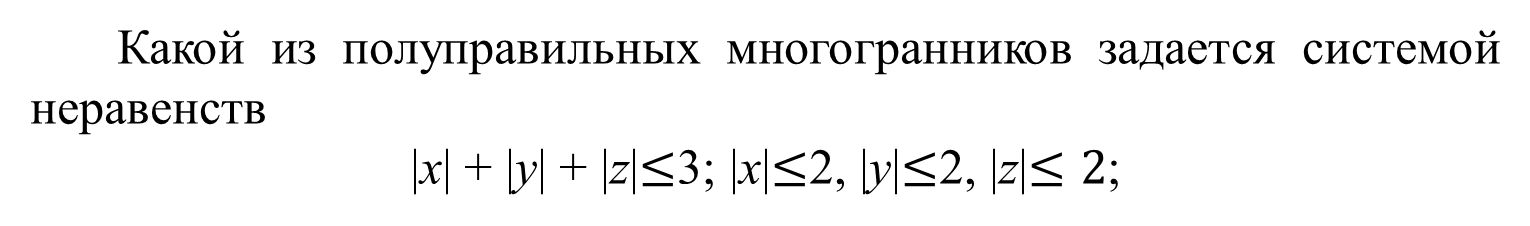 Какой из полуправильных многогранников задается системой
неравенств
|x| + |y| + |z|≤3; |x|≤2, |y|≤2, |z|≤ 2;